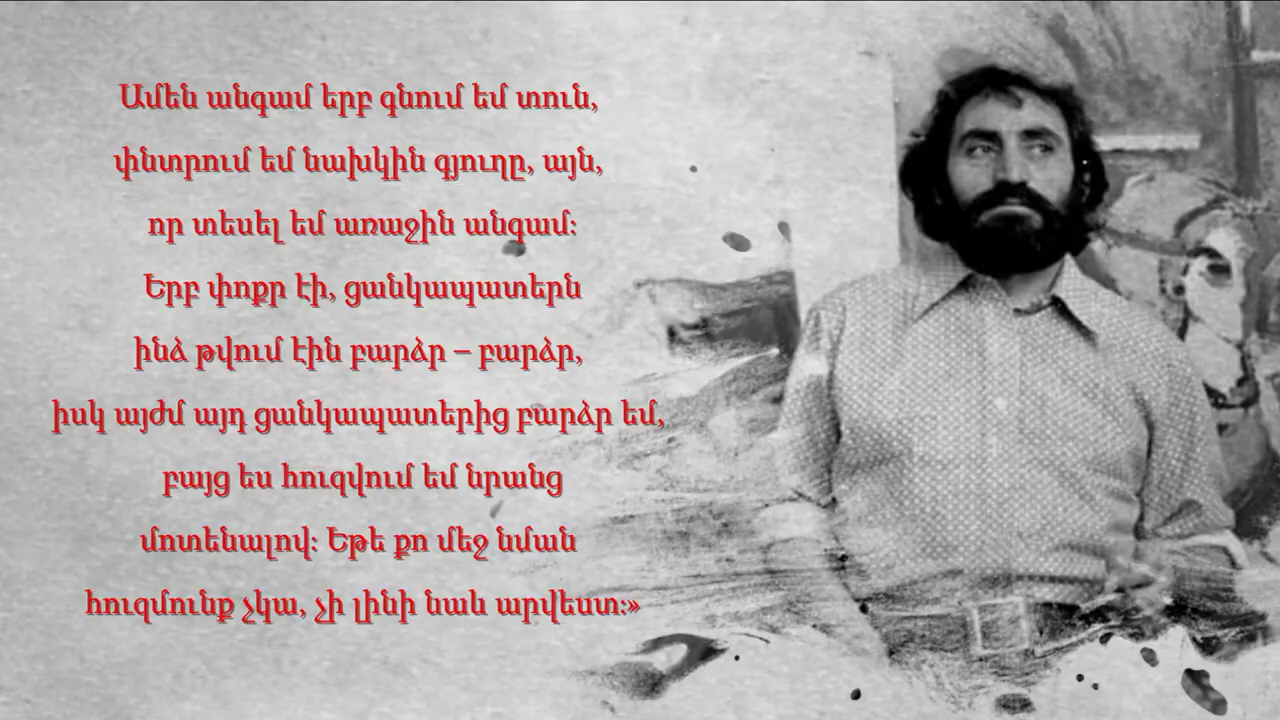 Ամեն անգամ երբ գնում եմ տուն,
փնտրում եմ նախկին գյուղը, այն,
որ տեսել եմ առաջին անգամ:
Երբ փոքր էի, ցանկապատերն
ինձ թվում էին բարձր – բարձր,
իսկ այժմ այդ ցանկապատերից բարձր եմ,
բայց ես հուզվում եմ նրանց
մոտենալով: Եթե քո մեջ նման
հուզմունք չկա, չի լինի նաև արվեստ:»